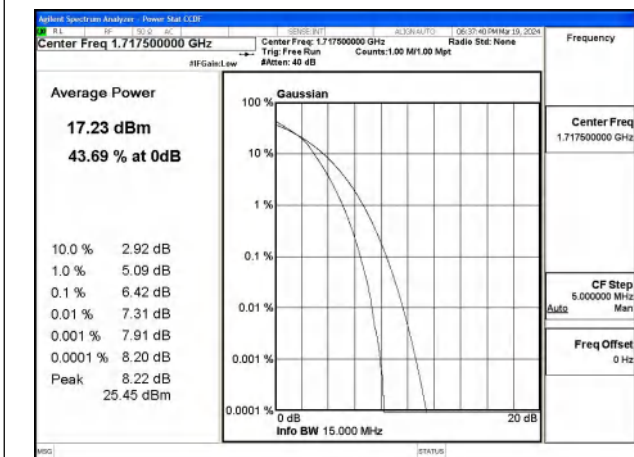 Agilent Spectrum Analyzer - Power Stat CCDF
RL RF 50 Ω AC SENSE:INT ALIGN AUTO 06:37:40 PM Mar 19, 2024
Center Freq 1.717500000 GHz
Center Freq: 1.717500000 GHz Radio Std: None
Trig: Free Run Counts:1.00 M/1.00 Mpt
#IFGain:Low #Atten: 40 dB
Frequency
Average Power
17.23 dBm
43.69 % at 0dB
10.0 % 2.92 dB
1.0 % 5.09 dB
0.1 % 6.42 dB
0.01 % 7.31 dB
0.001 % 7.91 dB
0.0001 % 8.20 dB
Peak 8.22 dB
25.45 dBm
Gaussian
100 %
10 %
1 %
0.1 %
0.01 %
0.001 %
0.0001 %
0 dB 20 dB
Info BW 15.000 MHz
Center Freq
1.717500000 GHz
CF Step
5.000000 MHz
Auto Man
Freq Offset
0 Hz
MSG STATUS